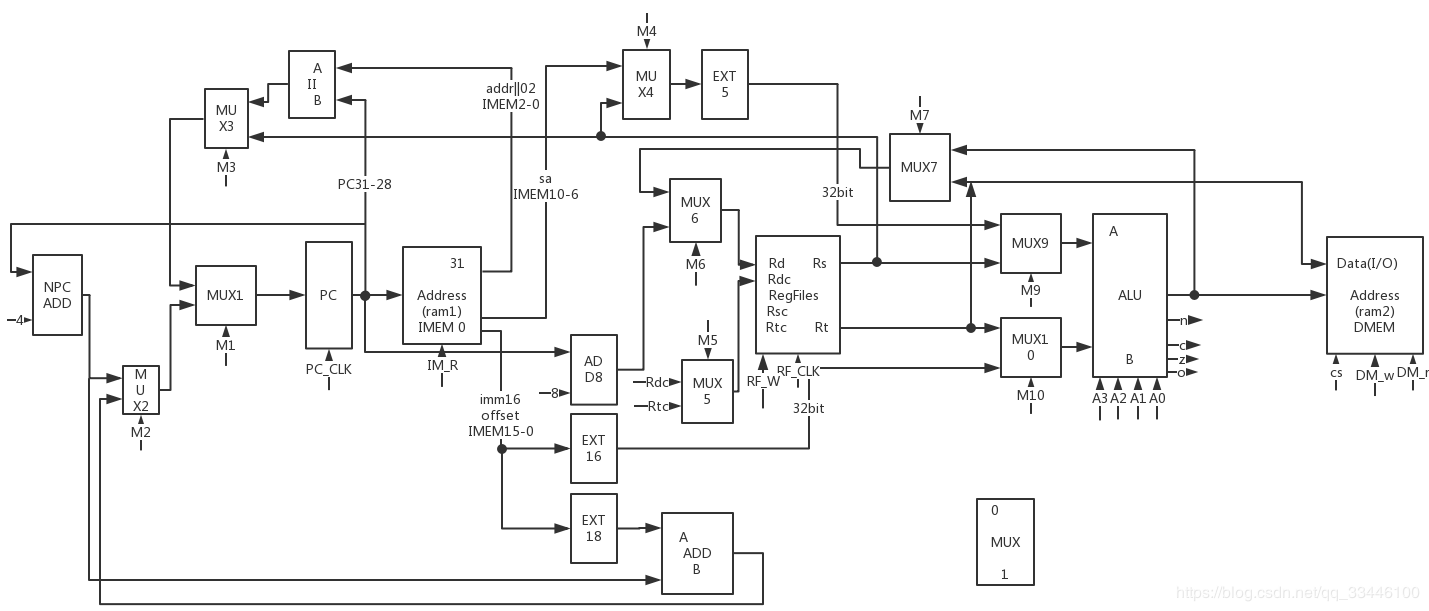 M4
A
II
B
MU
X3
M3
addr||02
IMEM2-0
MU
X4
EXT
5
M7
MUX7
PC31-28
sa
IMEM10-6
32bit
MUX
6
M6
MUX9
M9
A
ALU
B
NPC
ADD
4
MUX1
M1
PC
PC_CLK
31
Address
(ram1)
IMEM 0
IM_R
Rd
Rs
Rdc
RegFiles
Rsc
Rtc
Rt
RF_W
RF_CLK
32bit
MUX1
0
M10
n
c
z
o
A3
A2
A1
A0
Data(I/O)
Address
(ram2)
DMEM
cs
DM_w
DM_r
M
U
X2
M2
AD
D8
8
M5
Rdc
Rtc
MUX
5
imm16
offset
IMEM15-0
EXT
16
EXT
18
A
ADD
B
0
MUX
1
https://blog.csdn.net/qq_33446100